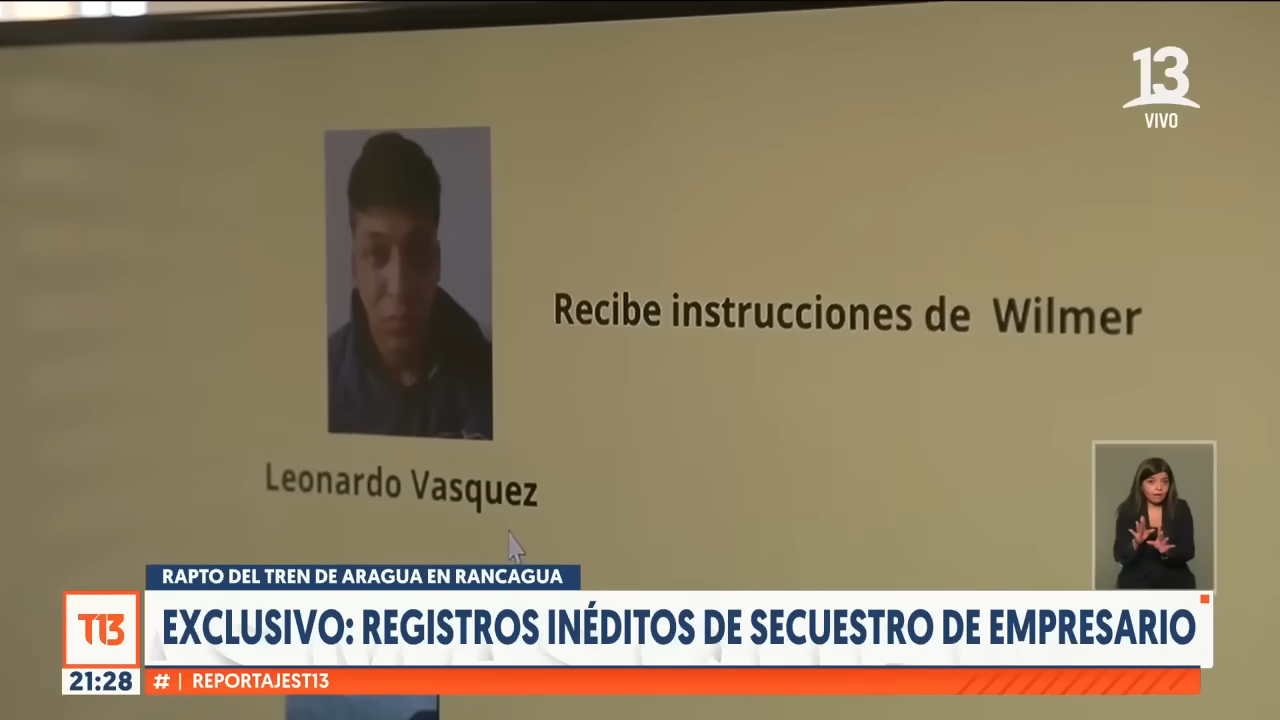 13
VIVO
Recibe instrucciones de Wilmer
Leonardo Vasquez
RAPTO DEL TREN DE ARAGUA EN RANCAGUA
T13
EXCLUSIVO: REGISTROS INÉDITOS DE SECUESTRO DE EMPRESARIO
21:28
# | REPORTAJEST13